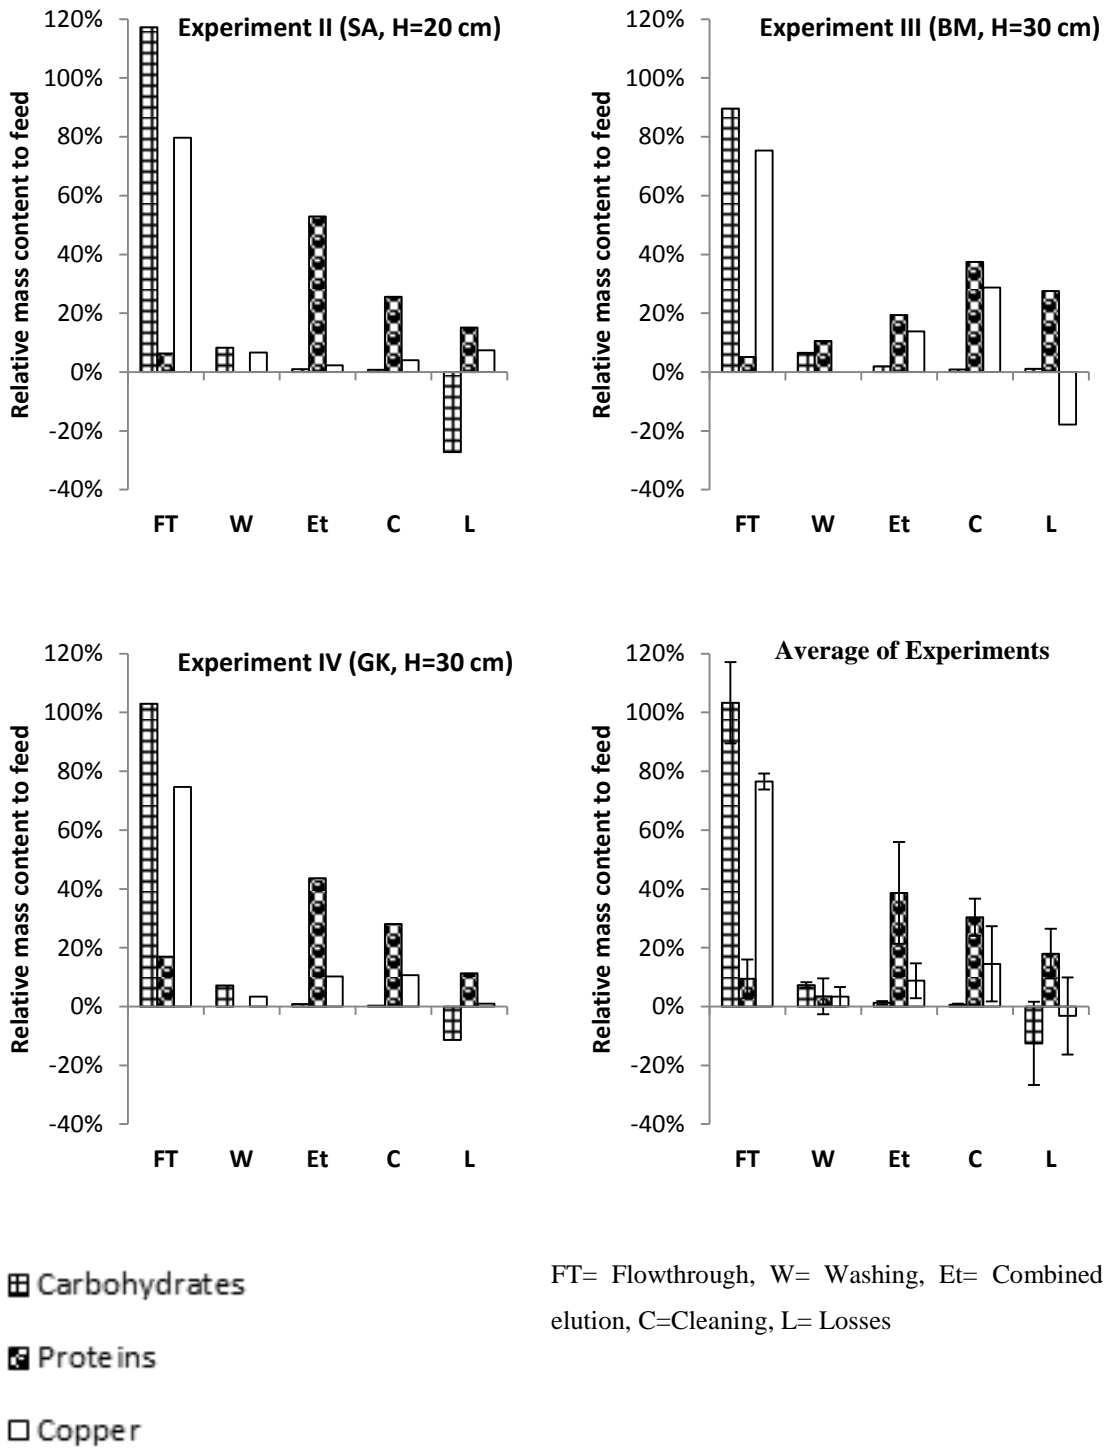 Experiment II (SA, H=20 cm)
Relative mass content to feed
120%
100%
80%
60%
40%
20%
0%
-20%
-40%
FT W Et C L
Experiment III (BM, H=30 cm)
Relative mass content to feed
120%
100%
80%
60%
40%
20%
0%
-20%
-40%
FT W Et C L
Experiment IV (GK, H=30 cm)
Relative mass content to feed
120%
100%
80%
60%
40%
20%
0%
-20%
-40%
FT W Et C L
Average of Experiments
Relative mass content to feed
120%
100%
80%
60%
40%
20%
0%
-20%
-40%
FT W Et C L
Carbohydrates
Proteins
Copper
FT= Flowthrough, W= Washing, Et= Combined
elution, C=Cleaning, L= Losses